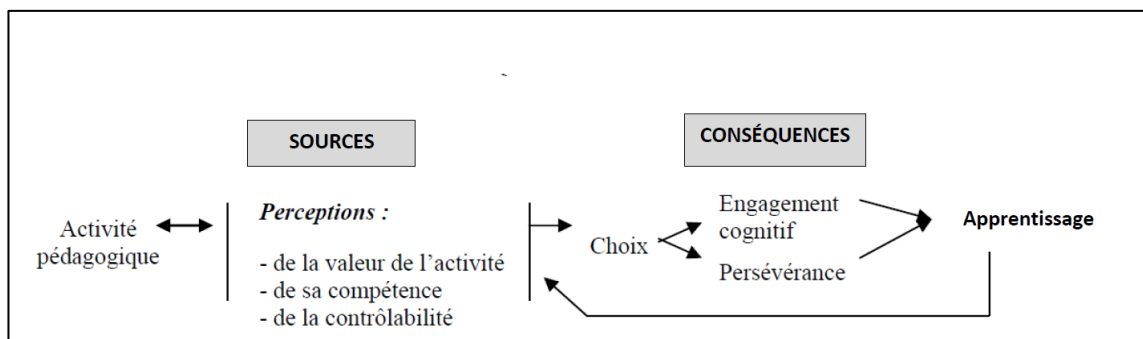 SOURCES
CONSÉQUENCES
Activité
pédagogique
Perceptions :
- de la valeur de l’activité
- de sa compétence
- de la contrôlabilité
Choix
Engagement
cognitif
Persévérance
Apprentissage